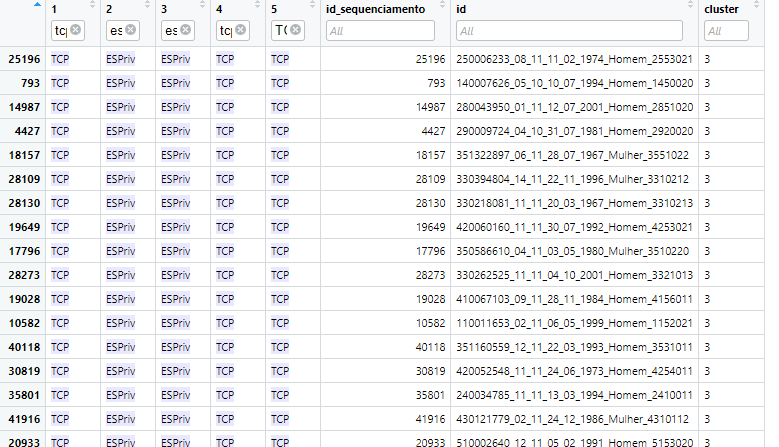 1 2 3 4 5 id_sequenciamento id cluster
tcp es es tcp TC All All All
25196 TCP ESPriv ESPriv TCP TCP 25196 250006233_08_11_11_02_1974_Homem_2553021 3
793 TCP ESPriv ESPriv TCP TCP 793 140007626_05_10_10_07_1994_Homem_1450020 3
14987 TCP ESPriv ESPriv TCP TCP 14987 280043950_01_11_12_07_2001_Homem_2851020 3
4427 TCP ESPriv ESPriv TCP TCP 4427 290009724_04_10_31_07_1981_Homem_2920020 3
18157 TCP ESPriv ESPriv TCP TCP 18157 351322897_06_11_28_07_1967_Mulher_3551022 3
28109 TCP ESPriv ESPriv TCP TCP 28109 330394804_14_11_22_11_1996_Mulher_3310212 3
28130 TCP ESPriv ESPriv TCP TCP 28130 330218081_11_11_20_03_1967_Homem_3310213 3
19649 TCP ESPriv ESPriv TCP TCP 19649 420060160_11_11_30_07_1992_Homem_4253021 3
17796 TCP ESPriv ESPriv TCP TCP 17796 350586610_04_11_03_05_1980_Mulher_3510220 3
28273 TCP ESPriv ESPriv TCP TCP 28273 330262525_11_11_04_10_2001_Homem_3321013 3
19028 TCP ESPriv ESPriv TCP TCP 19028 410067103_09_11_28_11_1984_Homem_4156011 3
10582 TCP ESPriv ESPriv TCP TCP 10582 110011653_02_11_06_05_1999_Homem_1152021 3
40118 TCP ESPriv ESPriv TCP TCP 40118 351160559_12_11_22_03_1993_Homem_3531011 3
30819 TCP ESPriv ESPriv TCP TCP 30819 420052548_11_11_24_06_1973_Homem_4254011 3
35801 TCP ESPriv ESPriv TCP TCP 35801 240034785_11_11_13_03_1994_Homem_2410011 3
41916 TCP ESPriv ESPriv TCP TCP 41916 430121779_02_11_24_12_1986_Mulher_4310112 3
20933 TCP ESPriv ESPriv TCP TCP 20933 510002640_12_11_05_02_1991_Homem_5153020 3